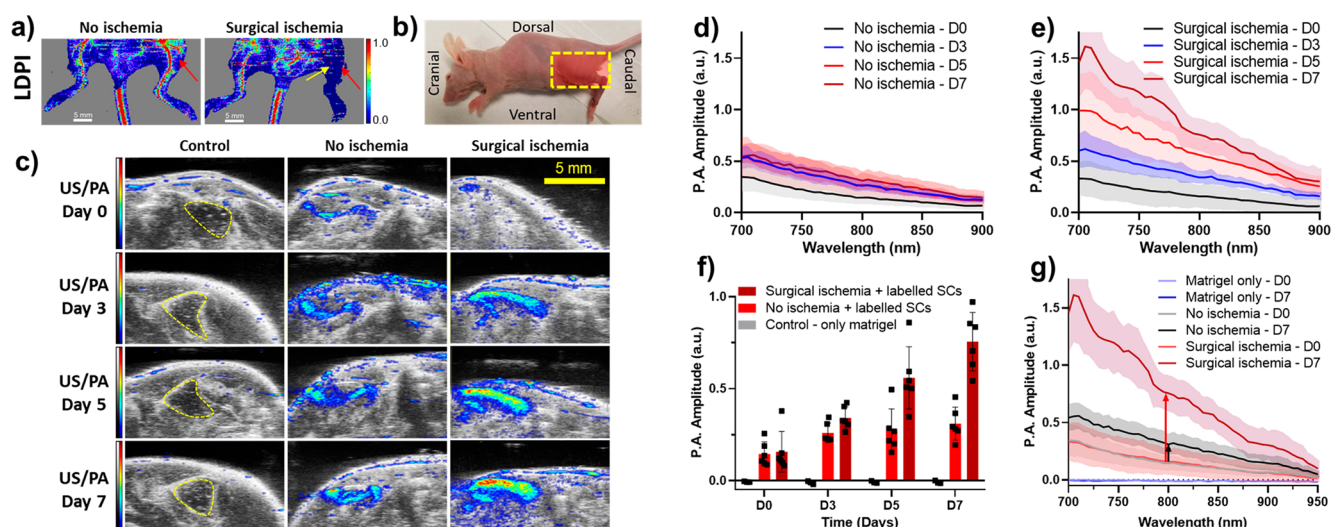 a)
No ischemia
Surgical ischemia
LDPI
5 mm
5 mm
1.0
0.0
b)
Dorsal
Cranial
Caudal
Ventral
c)
Control
No ischemia
Surgical ischemia
US/PA
Day 0
5 mm
US/PA
Day 3
US/PA
Day 5
US/PA
Day 7
d)
No ischemia - D0
No ischemia - D3
No ischemia - D5
No ischemia - D7
P.A. Amplitude (a.u.)
2.0
1.5
1.0
0.5
0.0
700
750
800
850
900
Wavelength (nm)
e)
Surgical ischemia - D0
Surgical ischemia - D3
Surgical ischemia - D5
Surgical ischemia - D7
P.A. Amplitude (a.u.)
2.0
1.5
1.0
0.5
0.0
700
750
800
850
900
Wavelength (nm)
f)
Surgical ischemia + labelled SCs
No ischemia + labelled SCs
Control - only matrigel
P.A. Amplitude (a.u.)
1.0
0.5
0.0
D0
D3
D5
D7
Time (Days)
g)
Matrigel only - D0
Matrigel only - D7
No ischemia - D0
No ischemia - D7
Surgical ischemia - D0
Surgical ischemia - D7
P.A. Amplitude (a.u.)
2.0
1.5
1.0
0.5
0.0
700
750
800
850
900
950
Wavelength (nm)